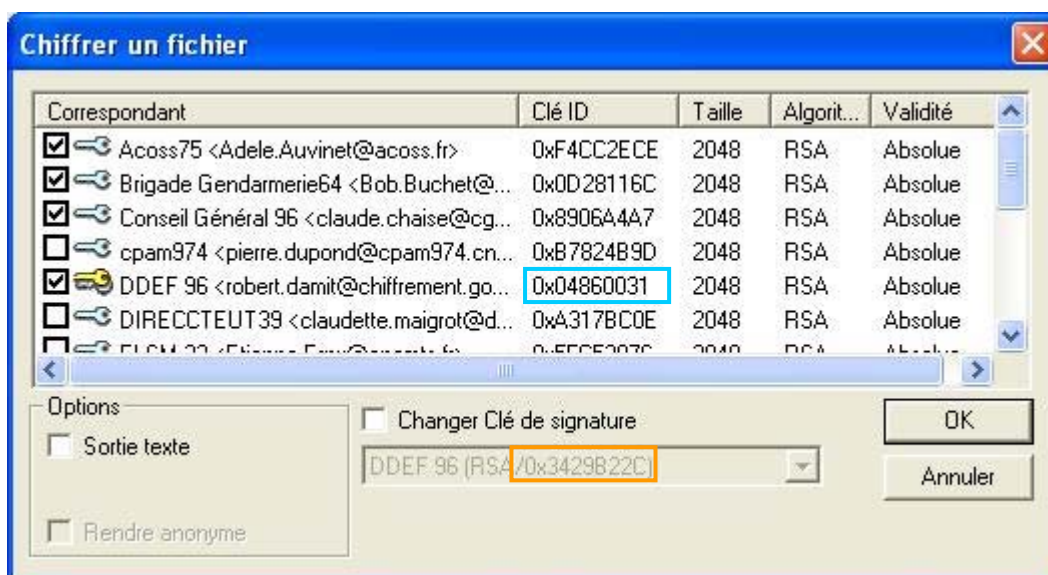 Chiffrer un fichier
Correspondant Clé ID Taille Algorit... Validité
Acoss75 <Adele.Auvinet@acoss.fr> 0xF4CC2ECE 2048 RSA Absolue
Brigade Gendarmerie64 <Bob.Buchet@... 0x0D28116C 2048 RSA Absolue
Conseil Général 96 <claude.chaise@cg... 0x8906A4A7 2048 RSA Absolue
cpam974 <pierre.dupond@cpam974.cn... 0xB7824B9D 2048 RSA Absolue
DDEF 96 <robert.damit@chiffrement.go... 0x04860031 2048 RSA Absolue
DIRECCTEUT39 <claudette.maigrot@d... 0xA317BC0E 2048 RSA Absolue
2048 RSA Absolue
Options
Sortie texte
Rendre anonyme
Changer Clé de signature
DDEF 96 (RSA/0x3429B22C)
OK
Annuler